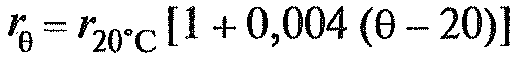 r_θ = r_20°C [1 + 0,004 (θ – 20)]